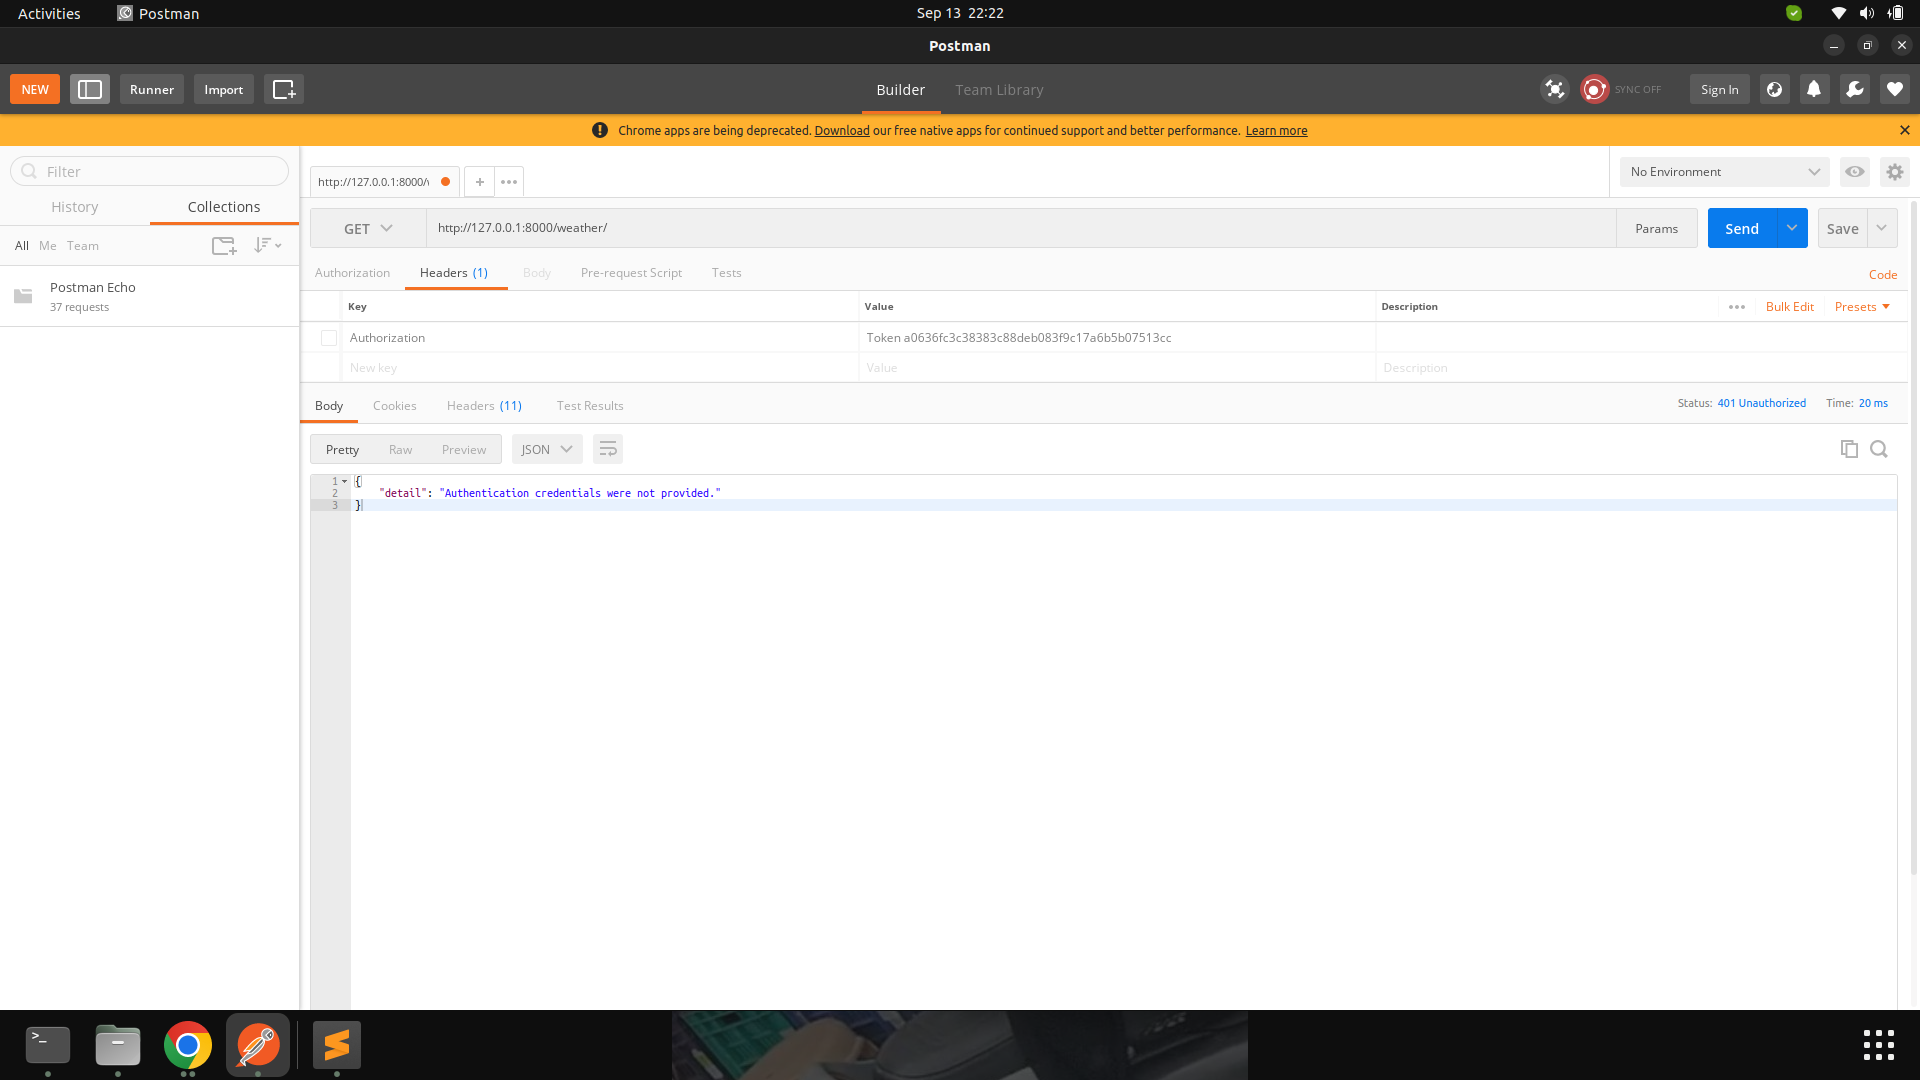 Activities Postman Sep 13 22:22
Postman
NEW Runner Import Builder Team Library SYNC OFF Sign In
Chrome apps are being deprecated. Download our free native apps for continued support and better performance. Learn more
Filter
History Collections
All Me Team
Postman Echo
37 requests
http://127.0.0.1:8000/ No Environment
GET http://127.0.0.1:8000/weather/ Params Send Save
Authorization Headers (1) Body Pre-request Script Tests Code
Key Value Description Bulk Edit Presets
Authorization Token a0636fc3c38383c88deb083f9c17a6b5b07513cc
New key Value Description
Body Cookies Headers (11) Test Results Status: 401 Unauthorized Time: 20 ms
Pretty Raw Preview JSON
1 {
2 "detail": "Authentication credentials were not provided."
3 }